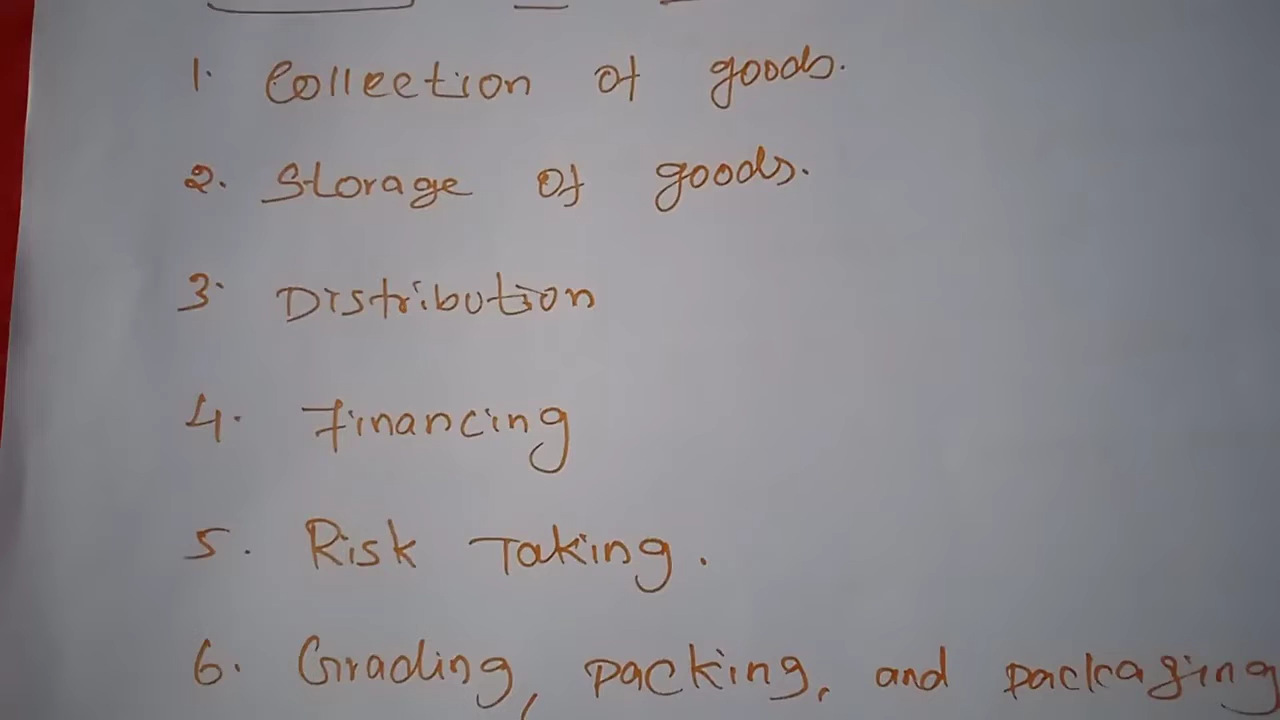 1. Collection of goods.
2. Storage of goods.
3. Distribution
4. Financing
5. Risk Taking.
6. Grading, packing, and packaging